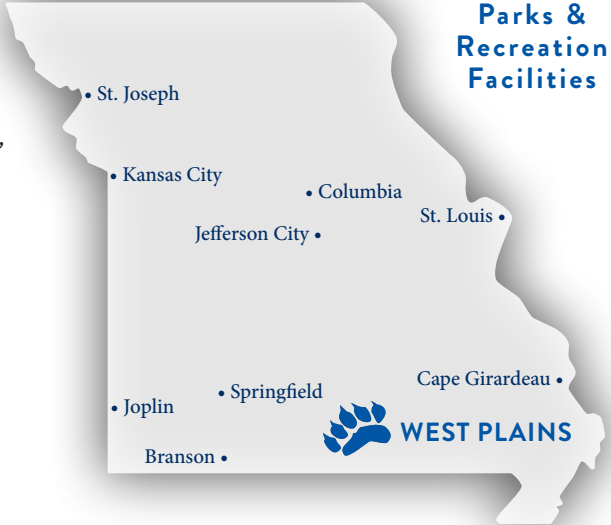 Parks &
Recreation
Facilities
• St. Joseph
,
• Kansas City
• Columbia
St. Louis •
Jefferson City •
Cape Girardeau •
• Springfield
• Joplin
WEST PLAINS
Branson •